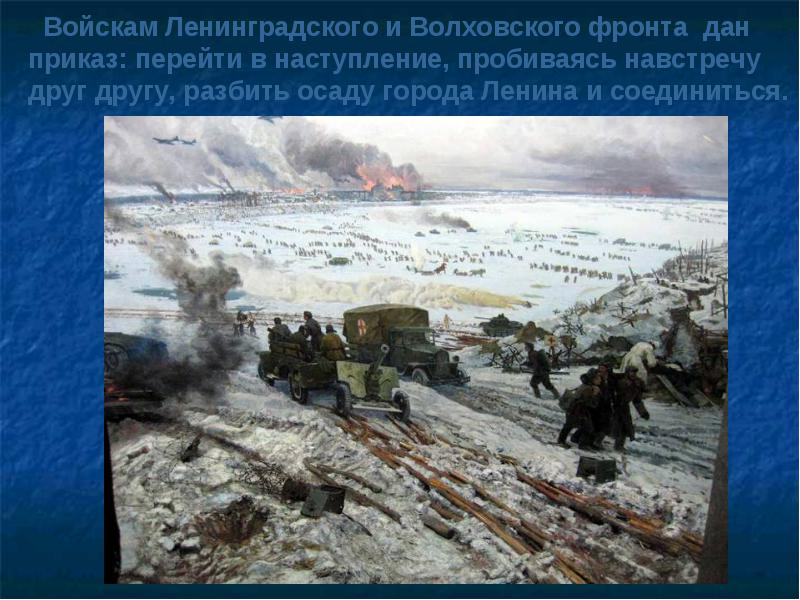 Войскам Ленинградского и Волховского фронта дан
приказ: перейти в наступление, пробиваясь навстречу
друг другу, разбить осаду города Ленина и соединиться.